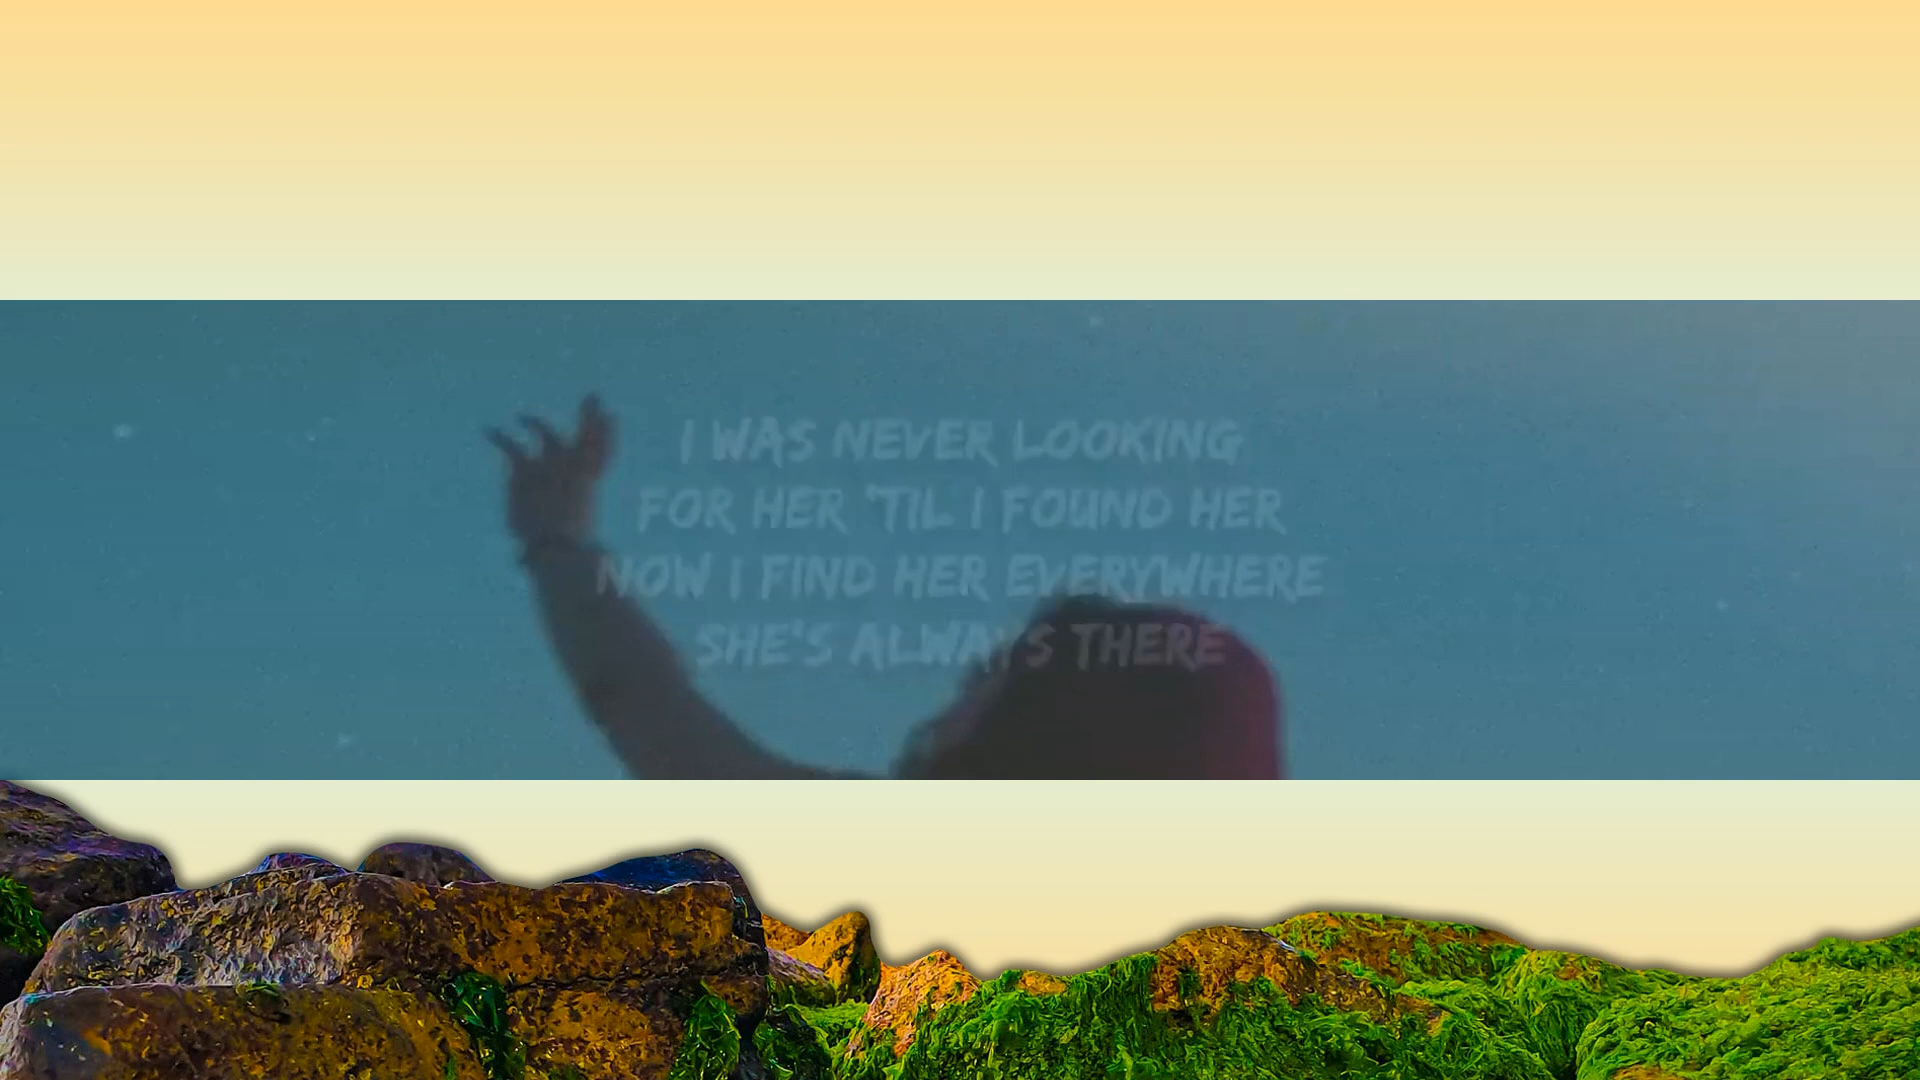 I WAS NEVER LOOKING
FOR HER 'TIL I FOUND HER
NOW I FIND HER EVERYWHERE
SHE'S ALWAYS THERE